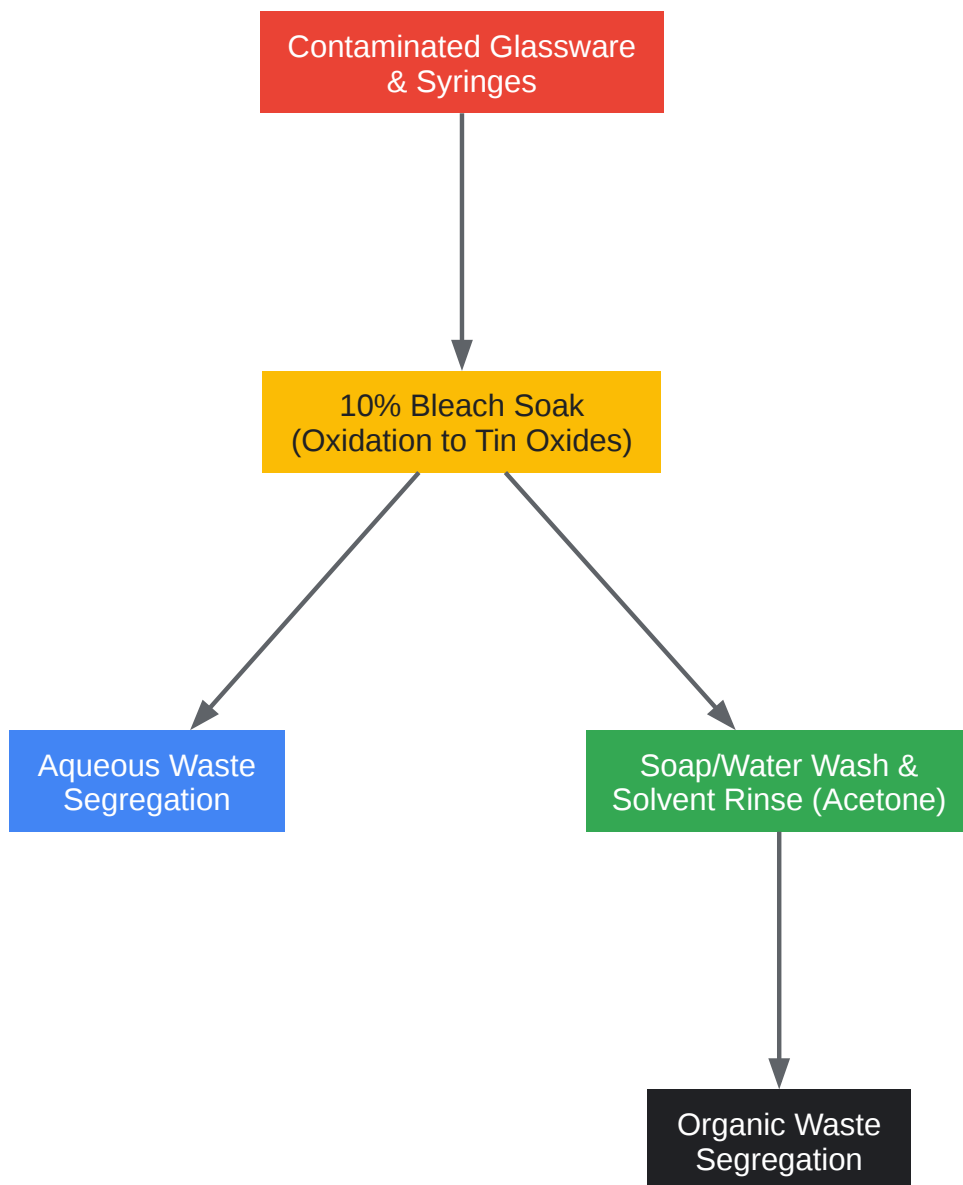 Contaminated Glassware
& Syringes
10% Bleach Soak
(Oxidation to Tin Oxides)
Aqueous Waste
Segregation
Soap/Water Wash &
Solvent Rinse (Acetone)
Organic Waste
Segregation